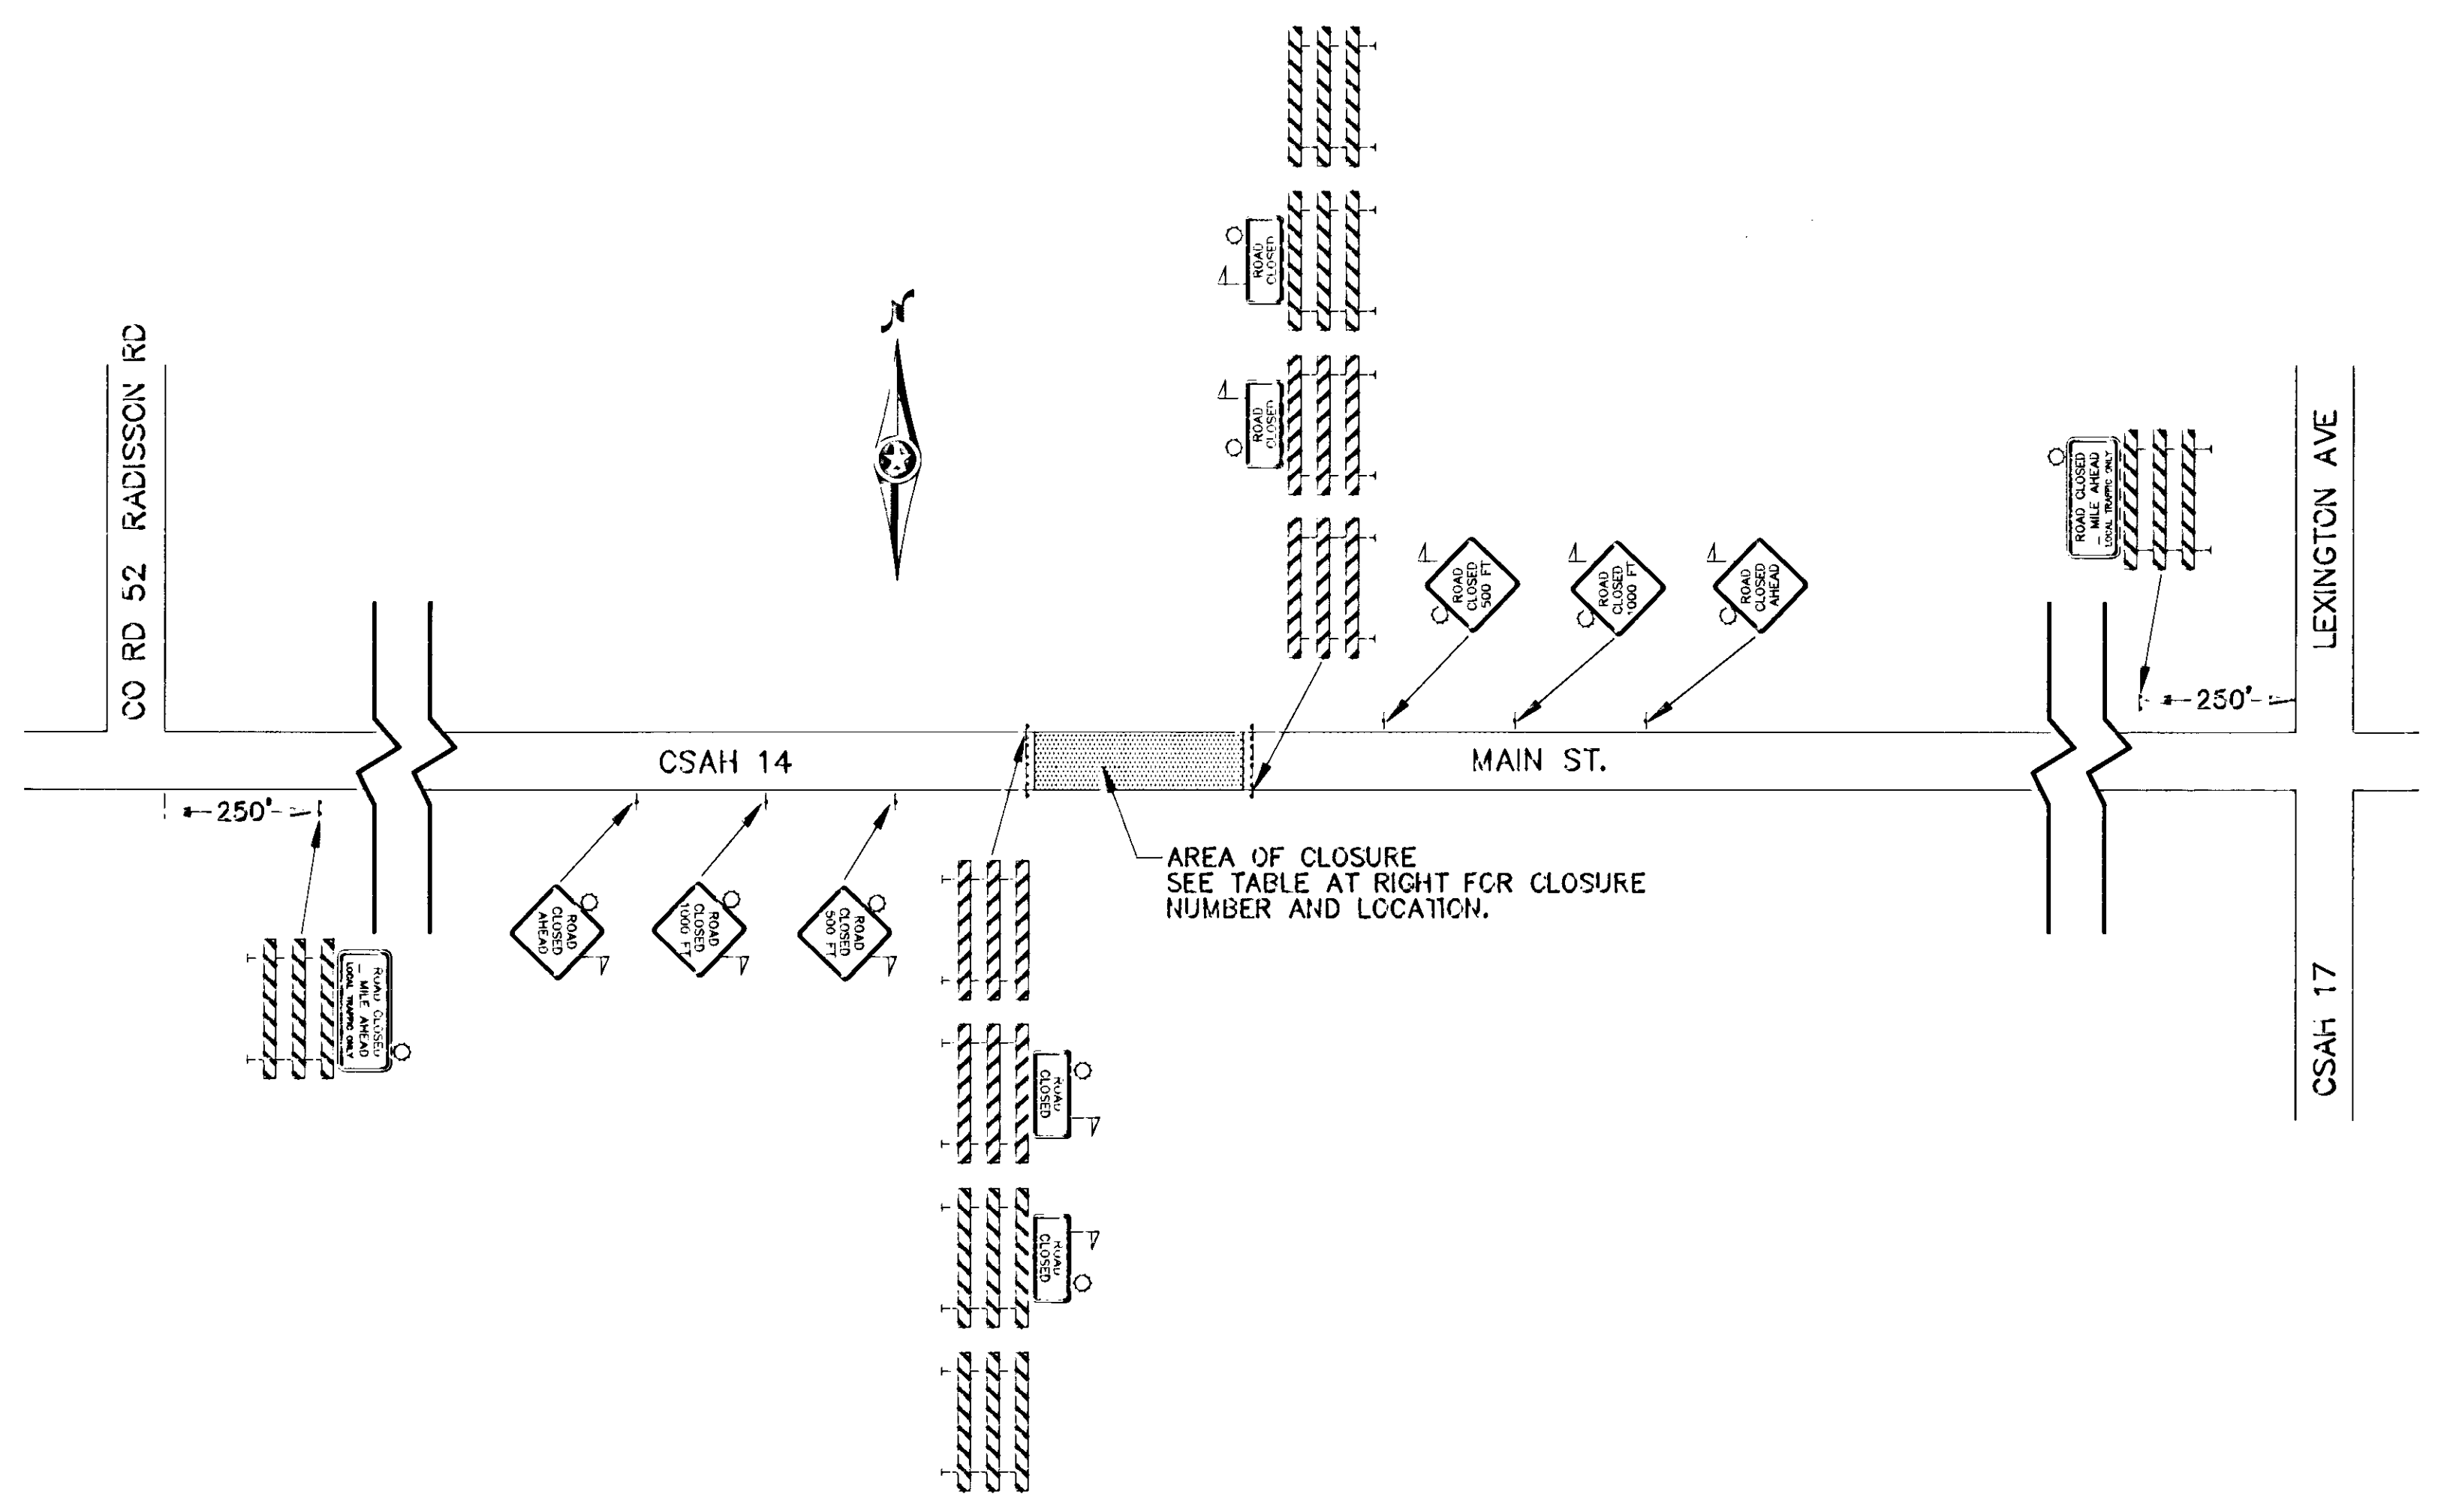 N
ROAD
CLOSED
ROAD
CLOSED
CO RD 52 RADISSON RD
LEXINGTON AVE
ROAD CLOSED
- MILE AHEAD
LOCAL TRAFFIC ONLY
ROAD
CLOSED
500 FT
ROAD
CLOSED
1000 FT
ROAD
CLOSED
AHEAD
250'
CSAH 14
MAIN ST.
250'
AREA OF CLOSURE
SEE TABLE AT RIGHT FOR CLOSURE
NUMBER AND LOCATION.
ROAD
CLOSED
AHEAD
ROAD
CLOSED
1000 FT
ROAD
CLOSED
500 FT
ROAD CLOSED
- MILE AHEAD
LOCAL TRAFFIC ONLY
CSAH 17
ROAD
CLOSED
ROAD
CLOSED